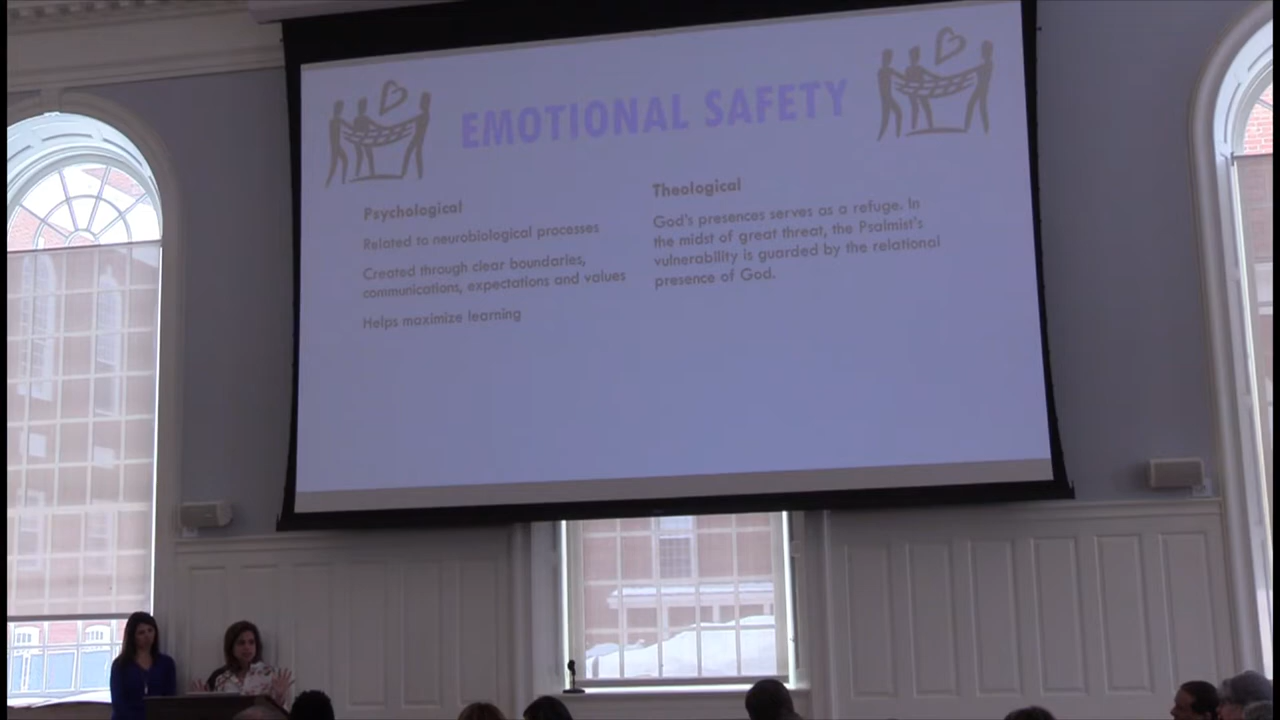 EMOTIONAL SAFETY
Psychological
Related to neurobiological processes
Created through clear boundaries,
communications, expectations and values
Helps maximize learning
Theological
God's presences serves as a refuge. In
the midst of great threat, the Psalmist's
vulnerability is guarded by the relational
presence of God.